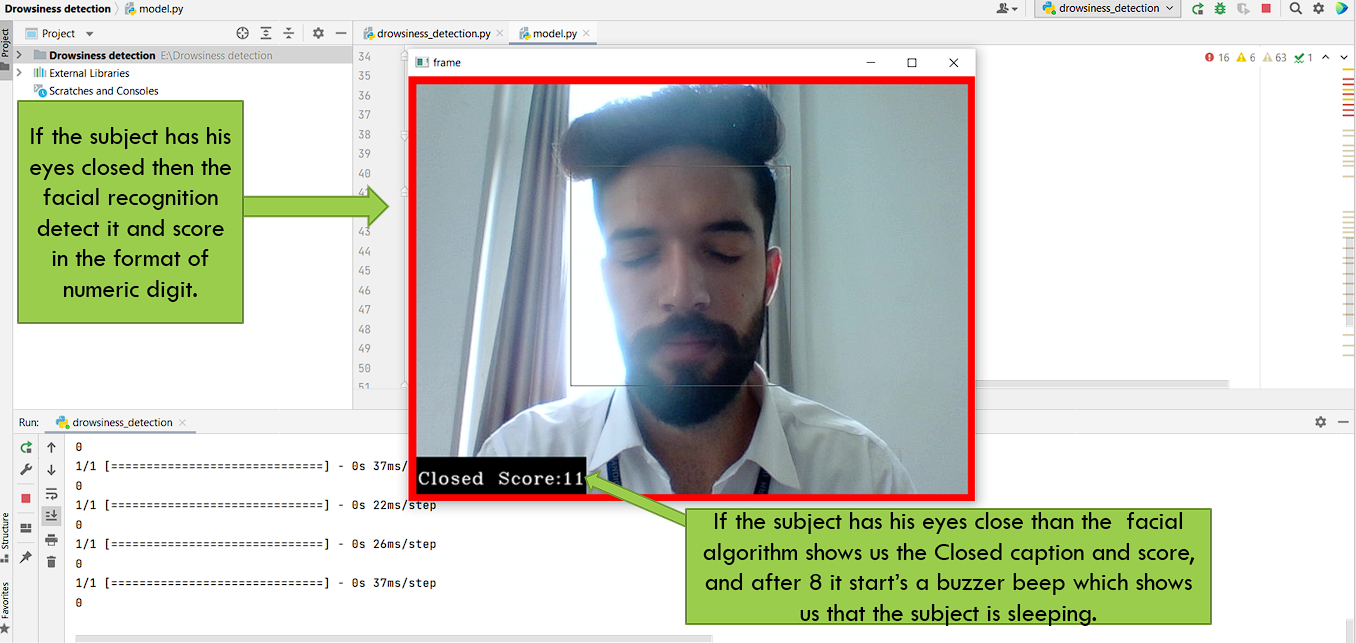 Drowsiness detection model.py
drowsiness_detection
Project
Project
drowsiness_detection.py
model.py
Drowsiness detection E:\Drowsiness detection
External Libraries
Scratches and Consoles
16 6 63 1
frame
34
35
36
37
38
39
40
41
43
44
45
46
47
48
49
50
51
If the subject has his
eyes closed then the
facial recognition
detect it and score
in the format of
numeric digit.
Closed Score:11
Run: drowsiness_detection
0
1/1 [==============================] - 0s 37ms/
0
1/1 [==============================] - 0s 22ms/step
0
1/1 [==============================] - 0s 26ms/step
0
1/1 [==============================] - 0s 37ms/step
0
Structure
Favorites
If the subject has his eyes close than the facial
algorithm shows us the Closed caption and score,
and after 8 it start's a buzzer beep which shows
us that the subject is sleeping.